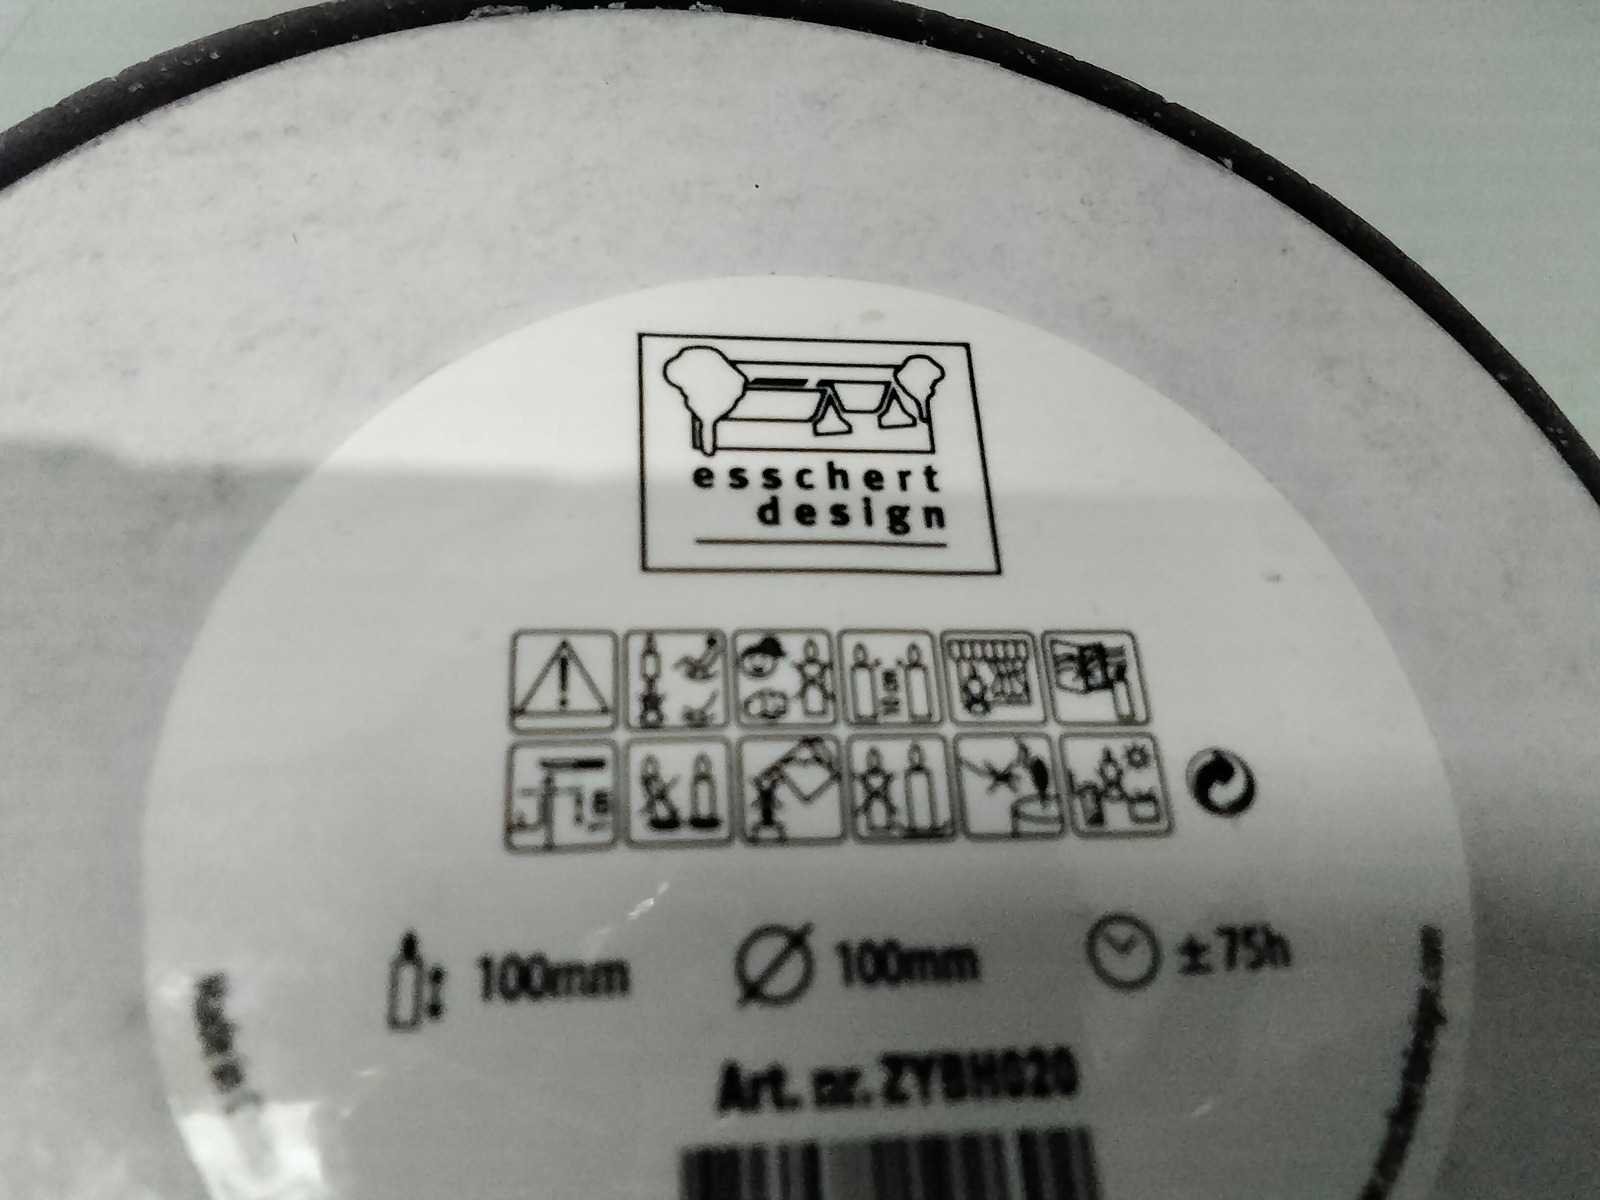 esschert
design
100mm
100mm
±75h
Art. nr. ZYBH020